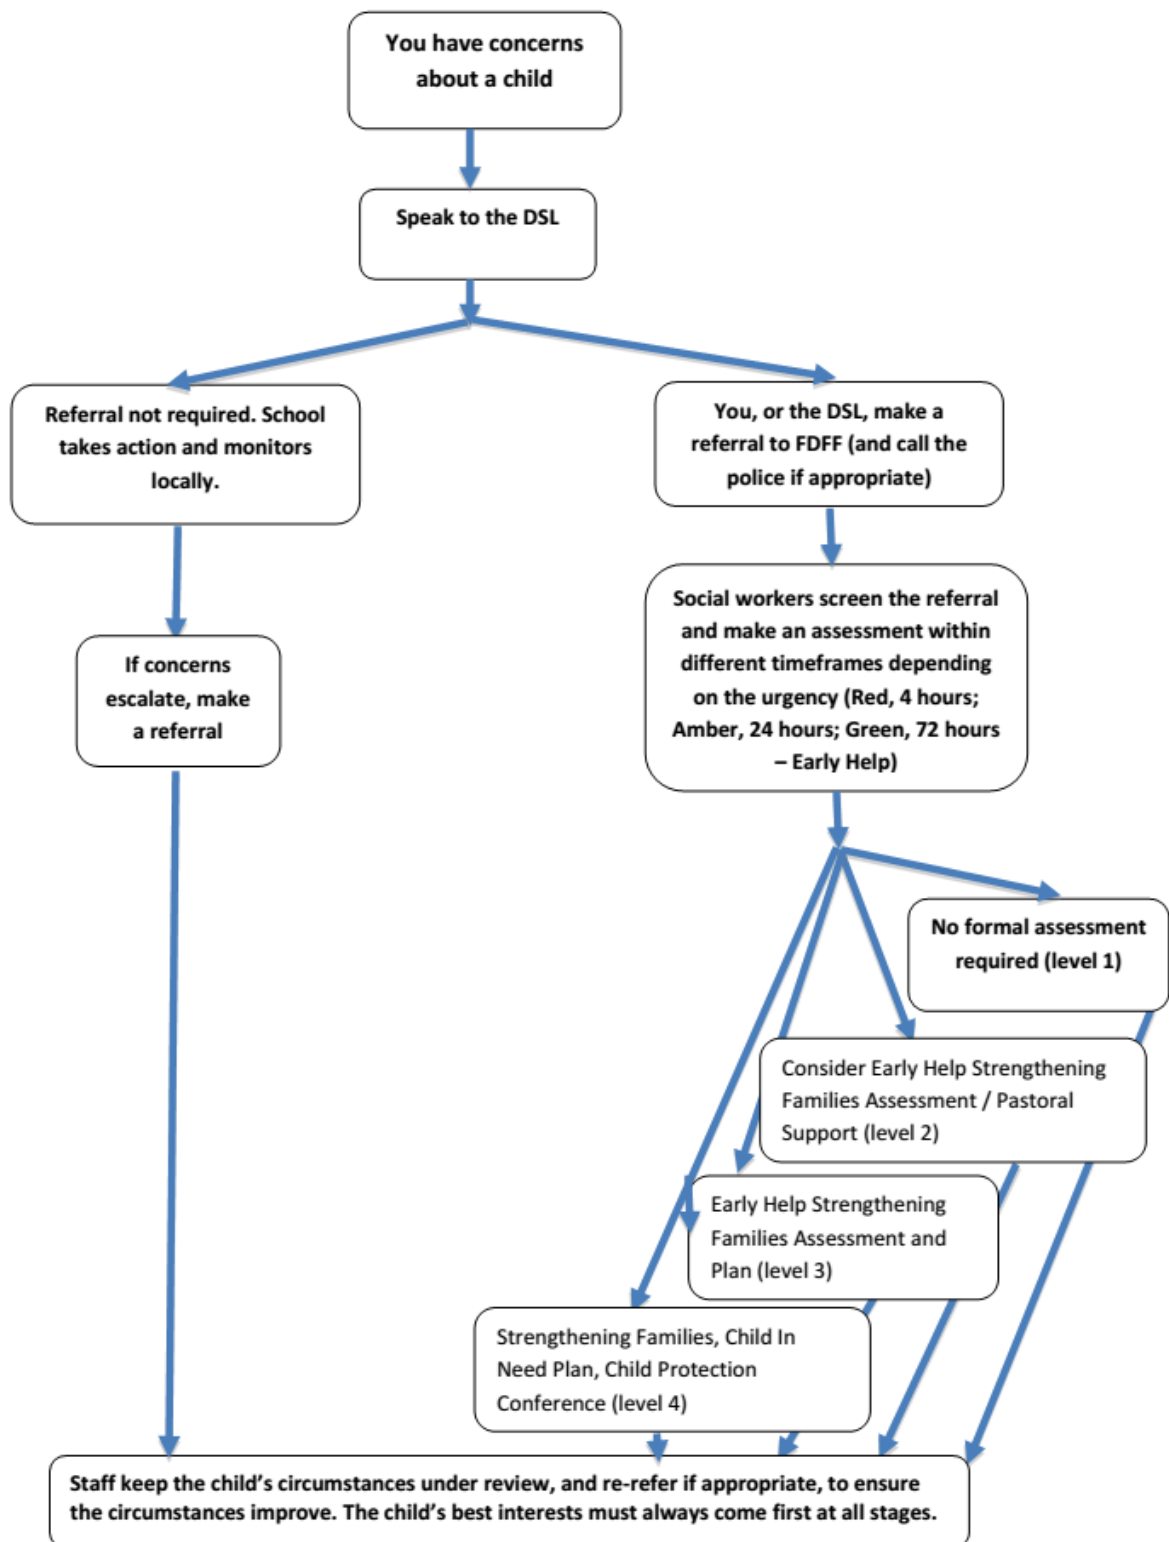 You have concerns
about a child
Speak to the DSL
Referral not required. School
takes action and monitors
locally.
If concerns
escalate, make
a referral
You, or the DSL, make a
referral to FDFF (and call the
police if appropriate)
Social workers screen the referral
and make an assessment within
different timeframes depending
on the urgency (Red, 4 hours;
Amber, 24 hours; Green, 72 hours
– Early Help)
No formal assessment
required (level 1)
Consider Early Help Strengthening
Families Assessment / Pastoral
Support (level 2)
Early Help Strengthening
Families Assessment and
Plan (level 3)
Strengthening Families, Child In
Need Plan, Child Protection
Conference (level 4)
Staff keep the child’s circumstances under review, and re-refer if appropriate, to ensure
the circumstances improve. The child’s best interests must always come first at all stages.